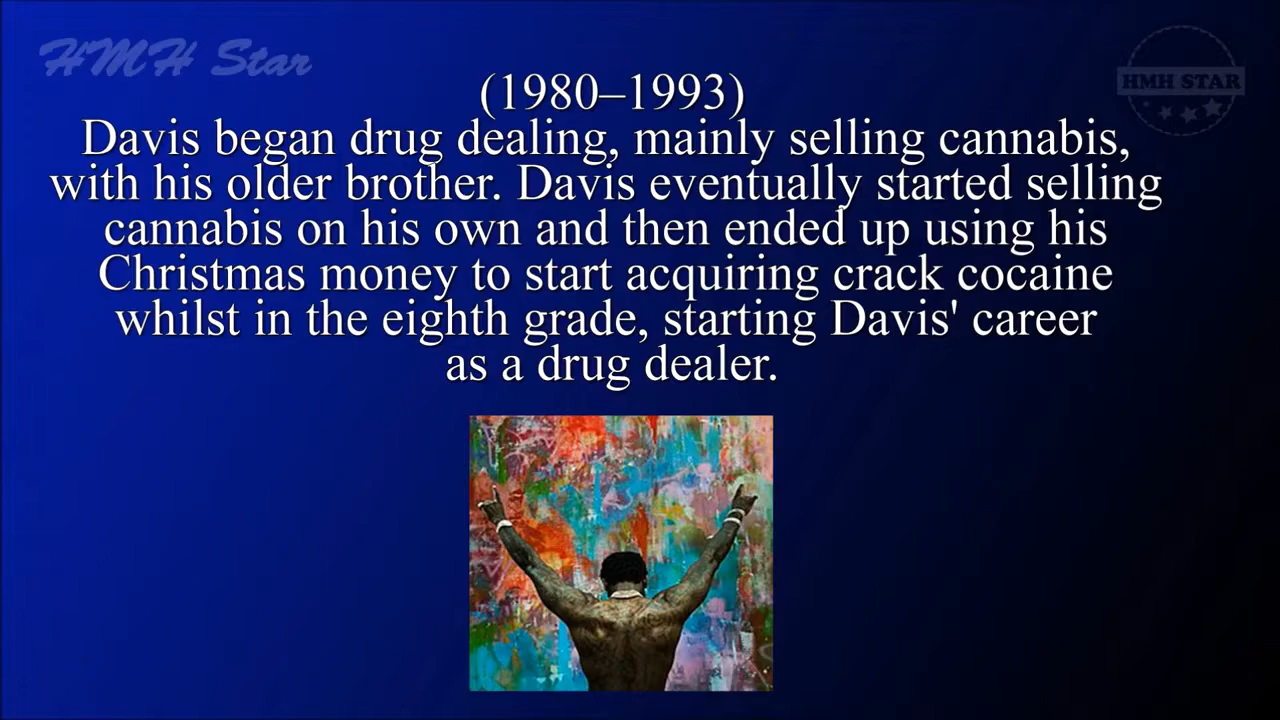 HMH Star
HMH STAR
(1980–1993)
Davis began drug dealing, mainly selling cannabis,
with his older brother. Davis eventually started selling
cannabis on his own and then ended up using his
Christmas money to start acquiring crack cocaine
whilst in the eighth grade, starting Davis' career
as a drug dealer.